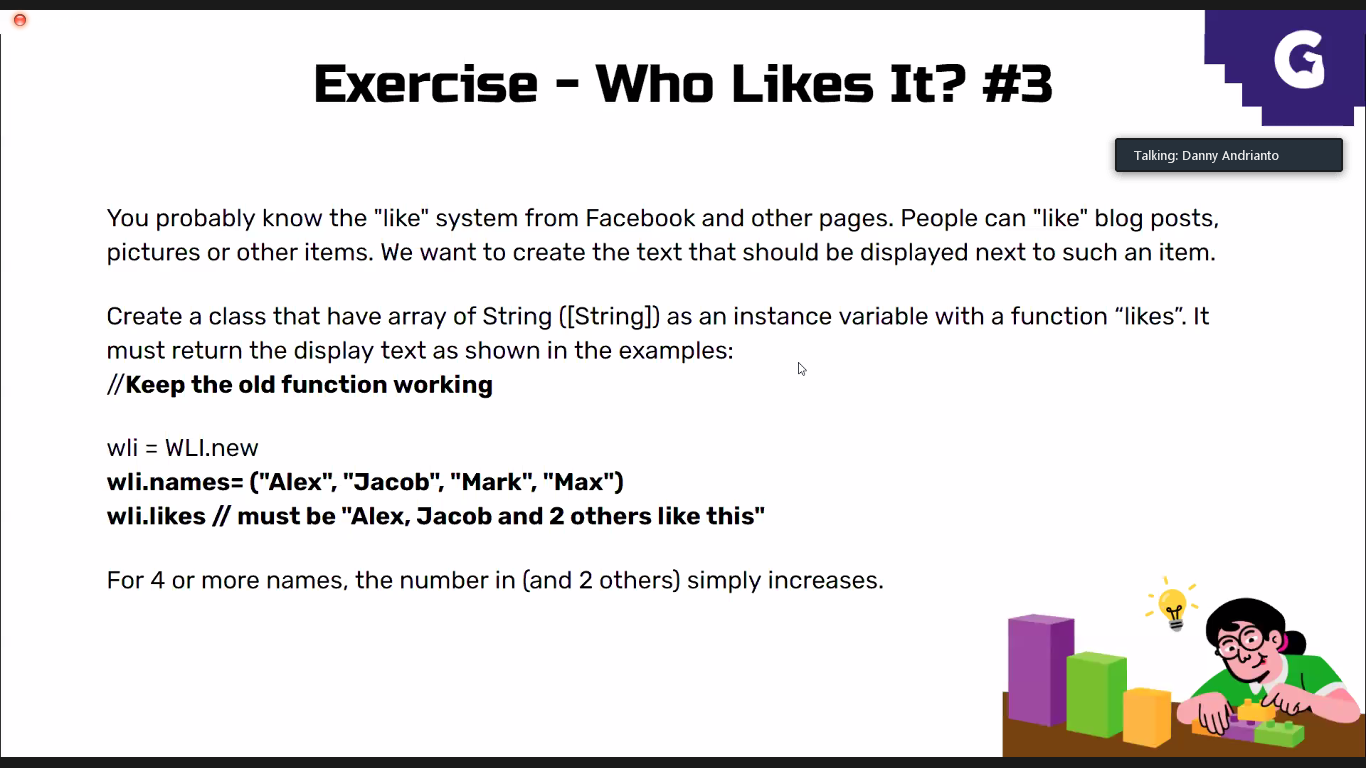 Exercise - Who Likes It? #3
G
Talking: Danny Andrianto
You probably know the "like" system from Facebook and other pages. People can "like" blog posts,
pictures or other items. We want to create the text that should be displayed next to such an item.
Create a class that have array of String ([String]) as an instance variable with a function “likes”. It
must return the display text as shown in the examples:
//Keep the old function working
wli = WLI.new
wli.names= ("Alex", "Jacob", "Mark", "Max")
wli.likes // must be "Alex, Jacob and 2 others like this"
For 4 or more names, the number in (and 2 others) simply increases.